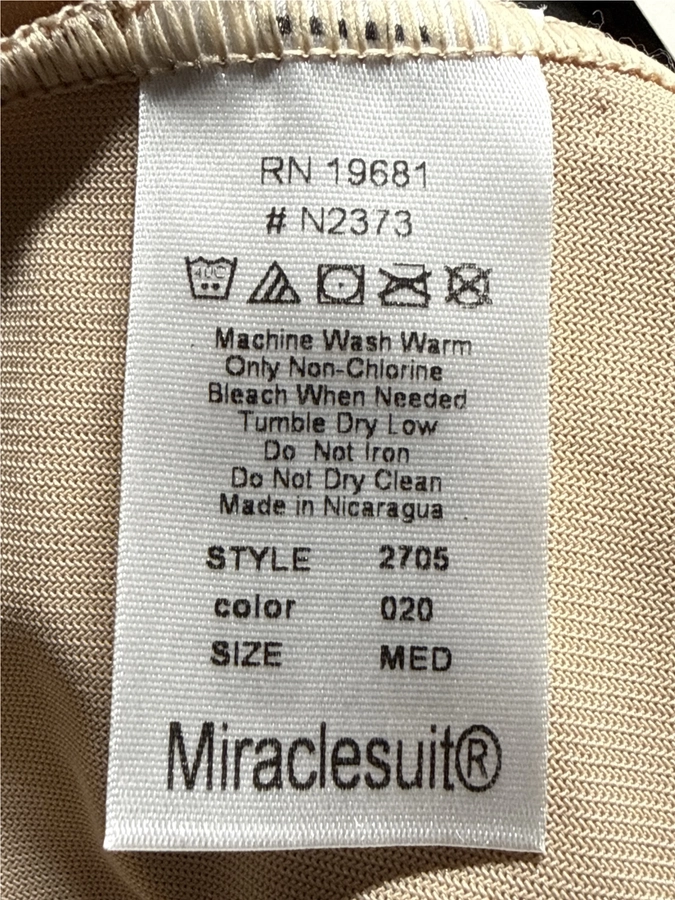 RN 19681
# N2373
40C
Machine Wash Warm
Only Non-Chlorine
Bleach When Needed
Tumble Dry Low
Do Not Iron
Do Not Dry Clean
Made in Nicaragua
STYLE 2705
color 020
SIZE MED
Miraclesuit®